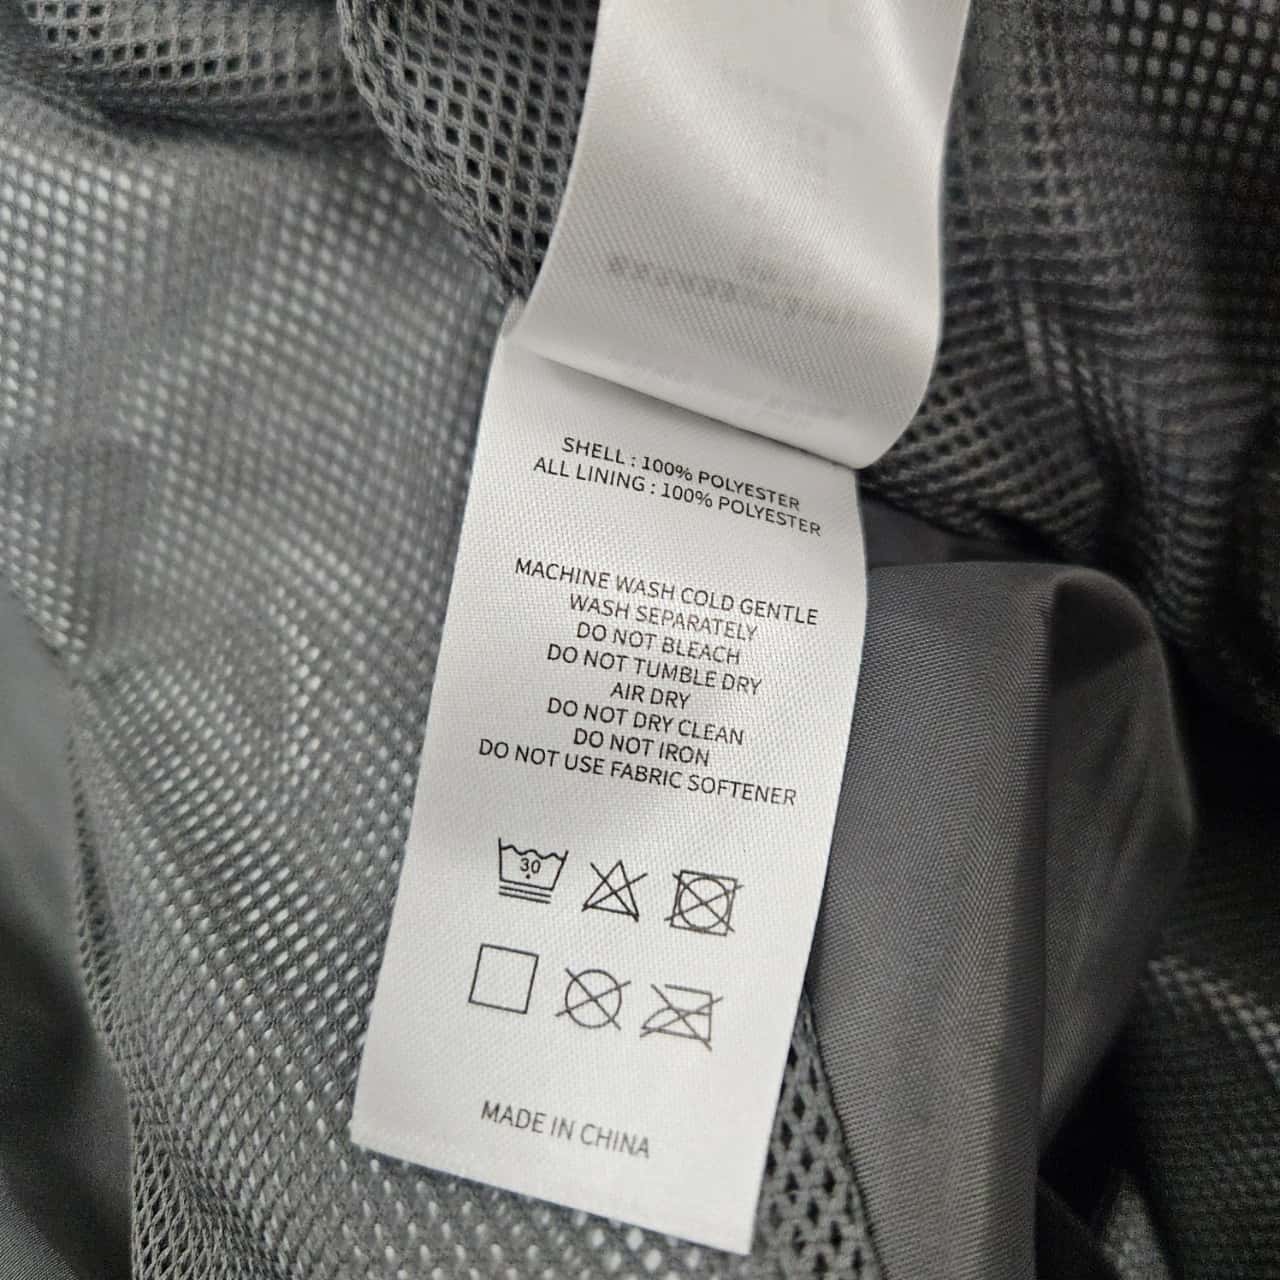 SHELL : 100% POLYESTER
ALL LINING : 100% POLYESTER
MACHINE WASH COLD GENTLE
WASH SEPARATELY
DO NOT BLEACH
DO NOT TUMBLE DRY
AIR DRY
DO NOT DRY CLEAN
DO NOT IRON
DO NOT USE FABRIC SOFTENER
30
MADE IN CHINA